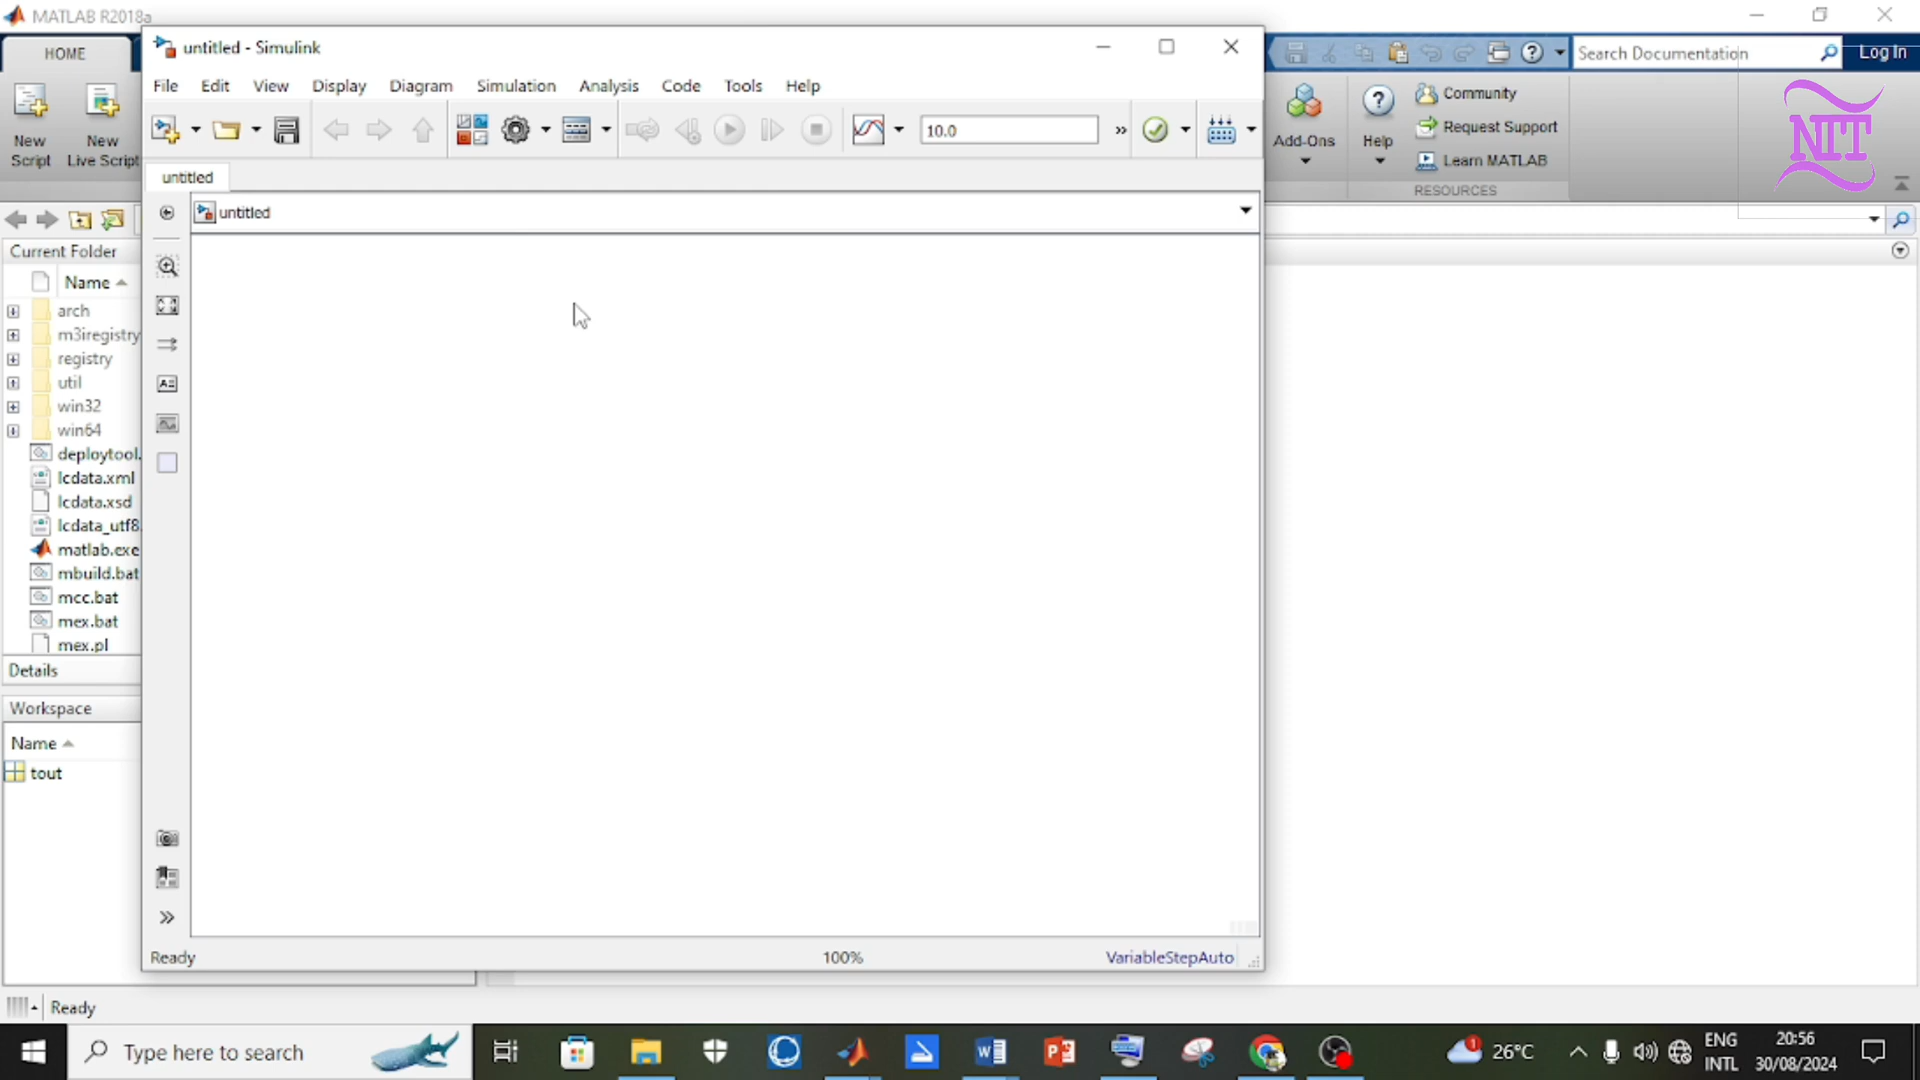 MATLAB R2018a
HOME
New
Script
New
Live Script
untitled - Simulink
File Edit View Display Diagram Simulation Analysis Code Tools Help
10.0
untitled
untitled
Search Documentation
Log In
Add-Ons
Help
Community
Request Support
Learn MATLAB
RESOURCES
NIT
Current Folder
Name
arch
m3iregistry
registry
util
win32
win64
deploytool.
lcdata.xml
lcdata.xsd
lcdata_utf8.
matlab.exe
mbuild.bat
mcc.bat
mex.bat
mex.pl
Details
Workspace
Name
tout
Ready 100% VariableStepAuto
Ready
Type here to search
26°C
ENG
INTL
20:56
30/08/2024